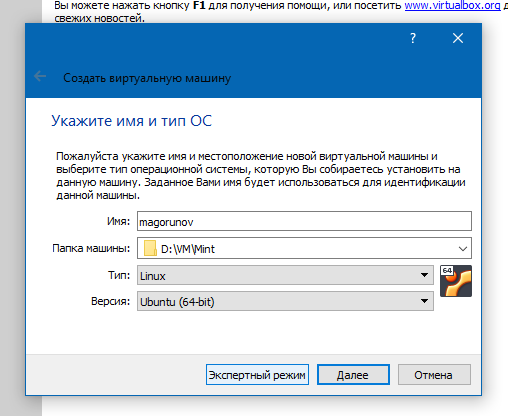 Вы можете нажать кнопку F1 для получения помощи, или посетить www.virtualbox.org д
свежих новостей.
?
Создать виртуальную машину
Укажите имя и тип ОС
Пожалуйста укажите имя и местоположение новой виртуальной машины и
выберите тип операционной системы, которую Вы собираетесь установить на
данную машину. Заданное Вами имя будет использоваться для идентификации
данной машины.
Имя: magorunov
Папка машины: D:\VM\Mint
Тип: Linux
64
Версия: Ubuntu (64-bit)
Экспертный режим Далее Отмена